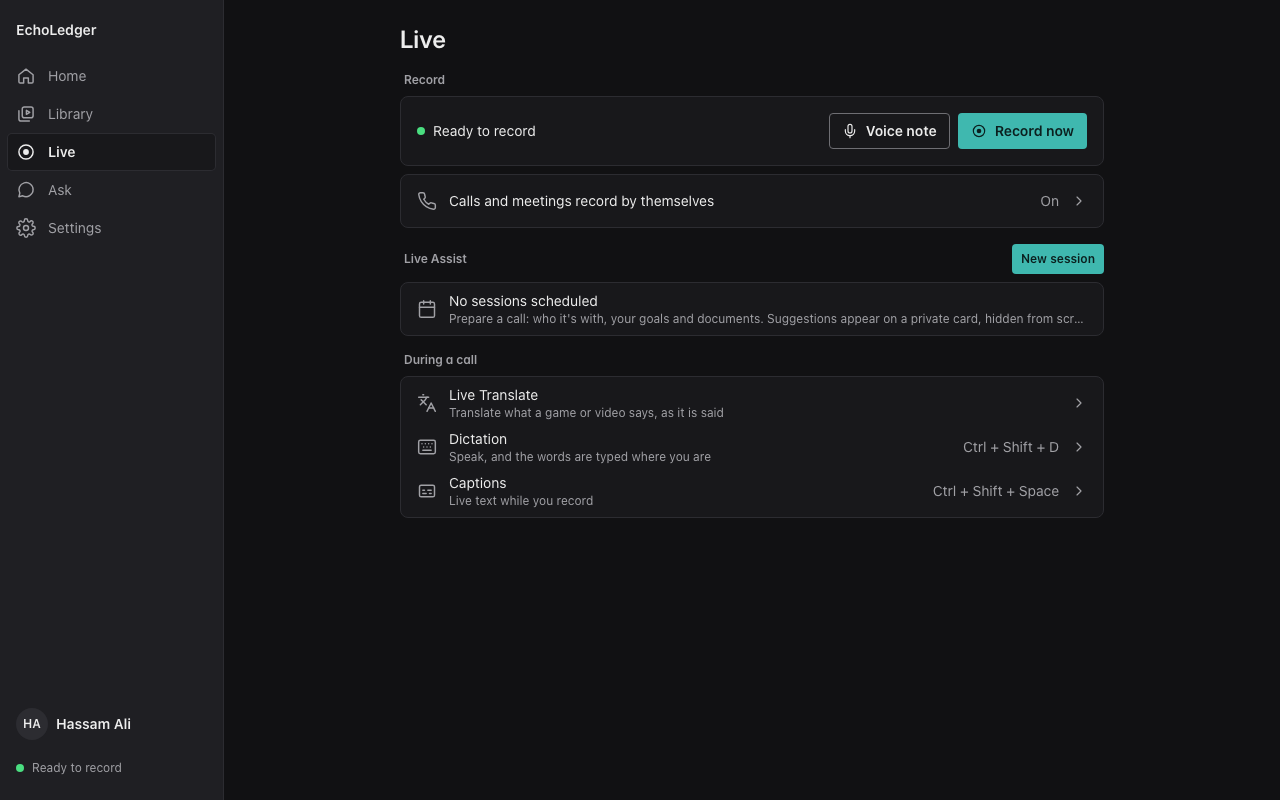 EchoLedger
Home
Library
Live
Ask
Settings
HA
Hassam Ali
Ready to record
Live
Record
Ready to record
Voice note
Record now
Calls and meetings record by themselves
On
Live Assist
New session
No sessions scheduled
Prepare a call: who it's with, your goals and documents. Suggestions appear on a private card, hidden from scr...
During a call
Live Translate
Translate what a game or video says, as it is said
Dictation
Speak, and the words are typed where you are
Ctrl + Shift + D
Captions
Live text while you record
Ctrl + Shift + Space